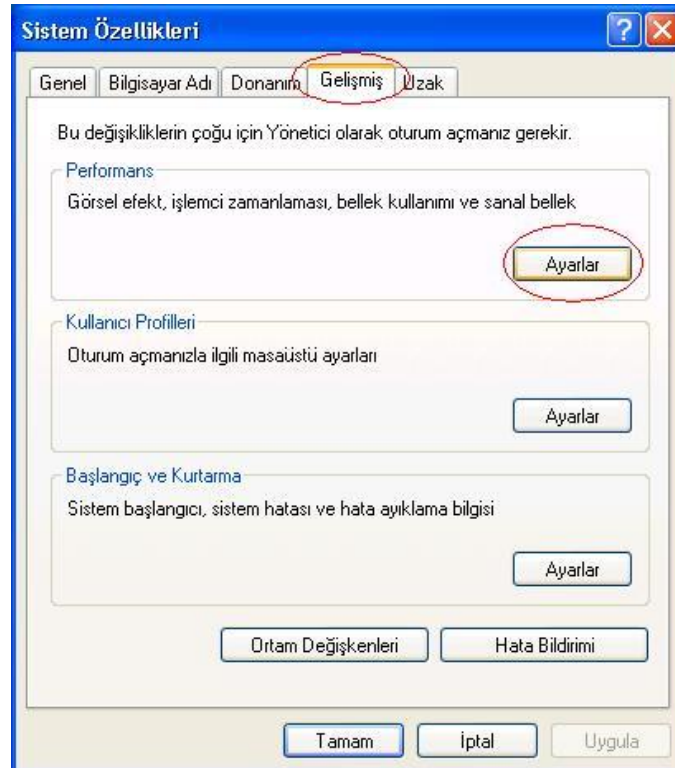 Sistem Özellikleri
?
X
Genel Bilgisayar Adı Donanım Gelişmiş Uzak
Bu değişikliklerin çoğu için Yönetici olarak oturum açmanız gerekir.
Performans
Görsel efekt, işlemci zamanlaması, bellek kullanımı ve sanal bellek
Ayarlar
Kullanıcı Profilleri
Oturum açmanızla ilgili masaüstü ayarları
Ayarlar
Başlangıç ve Kurtarma
Sistem başlangıcı, sistem hatası ve hata ayıklama bilgisi
Ayarlar
Ortam Değişkenleri Hata Bildirimi
Tamam İptal Uygula